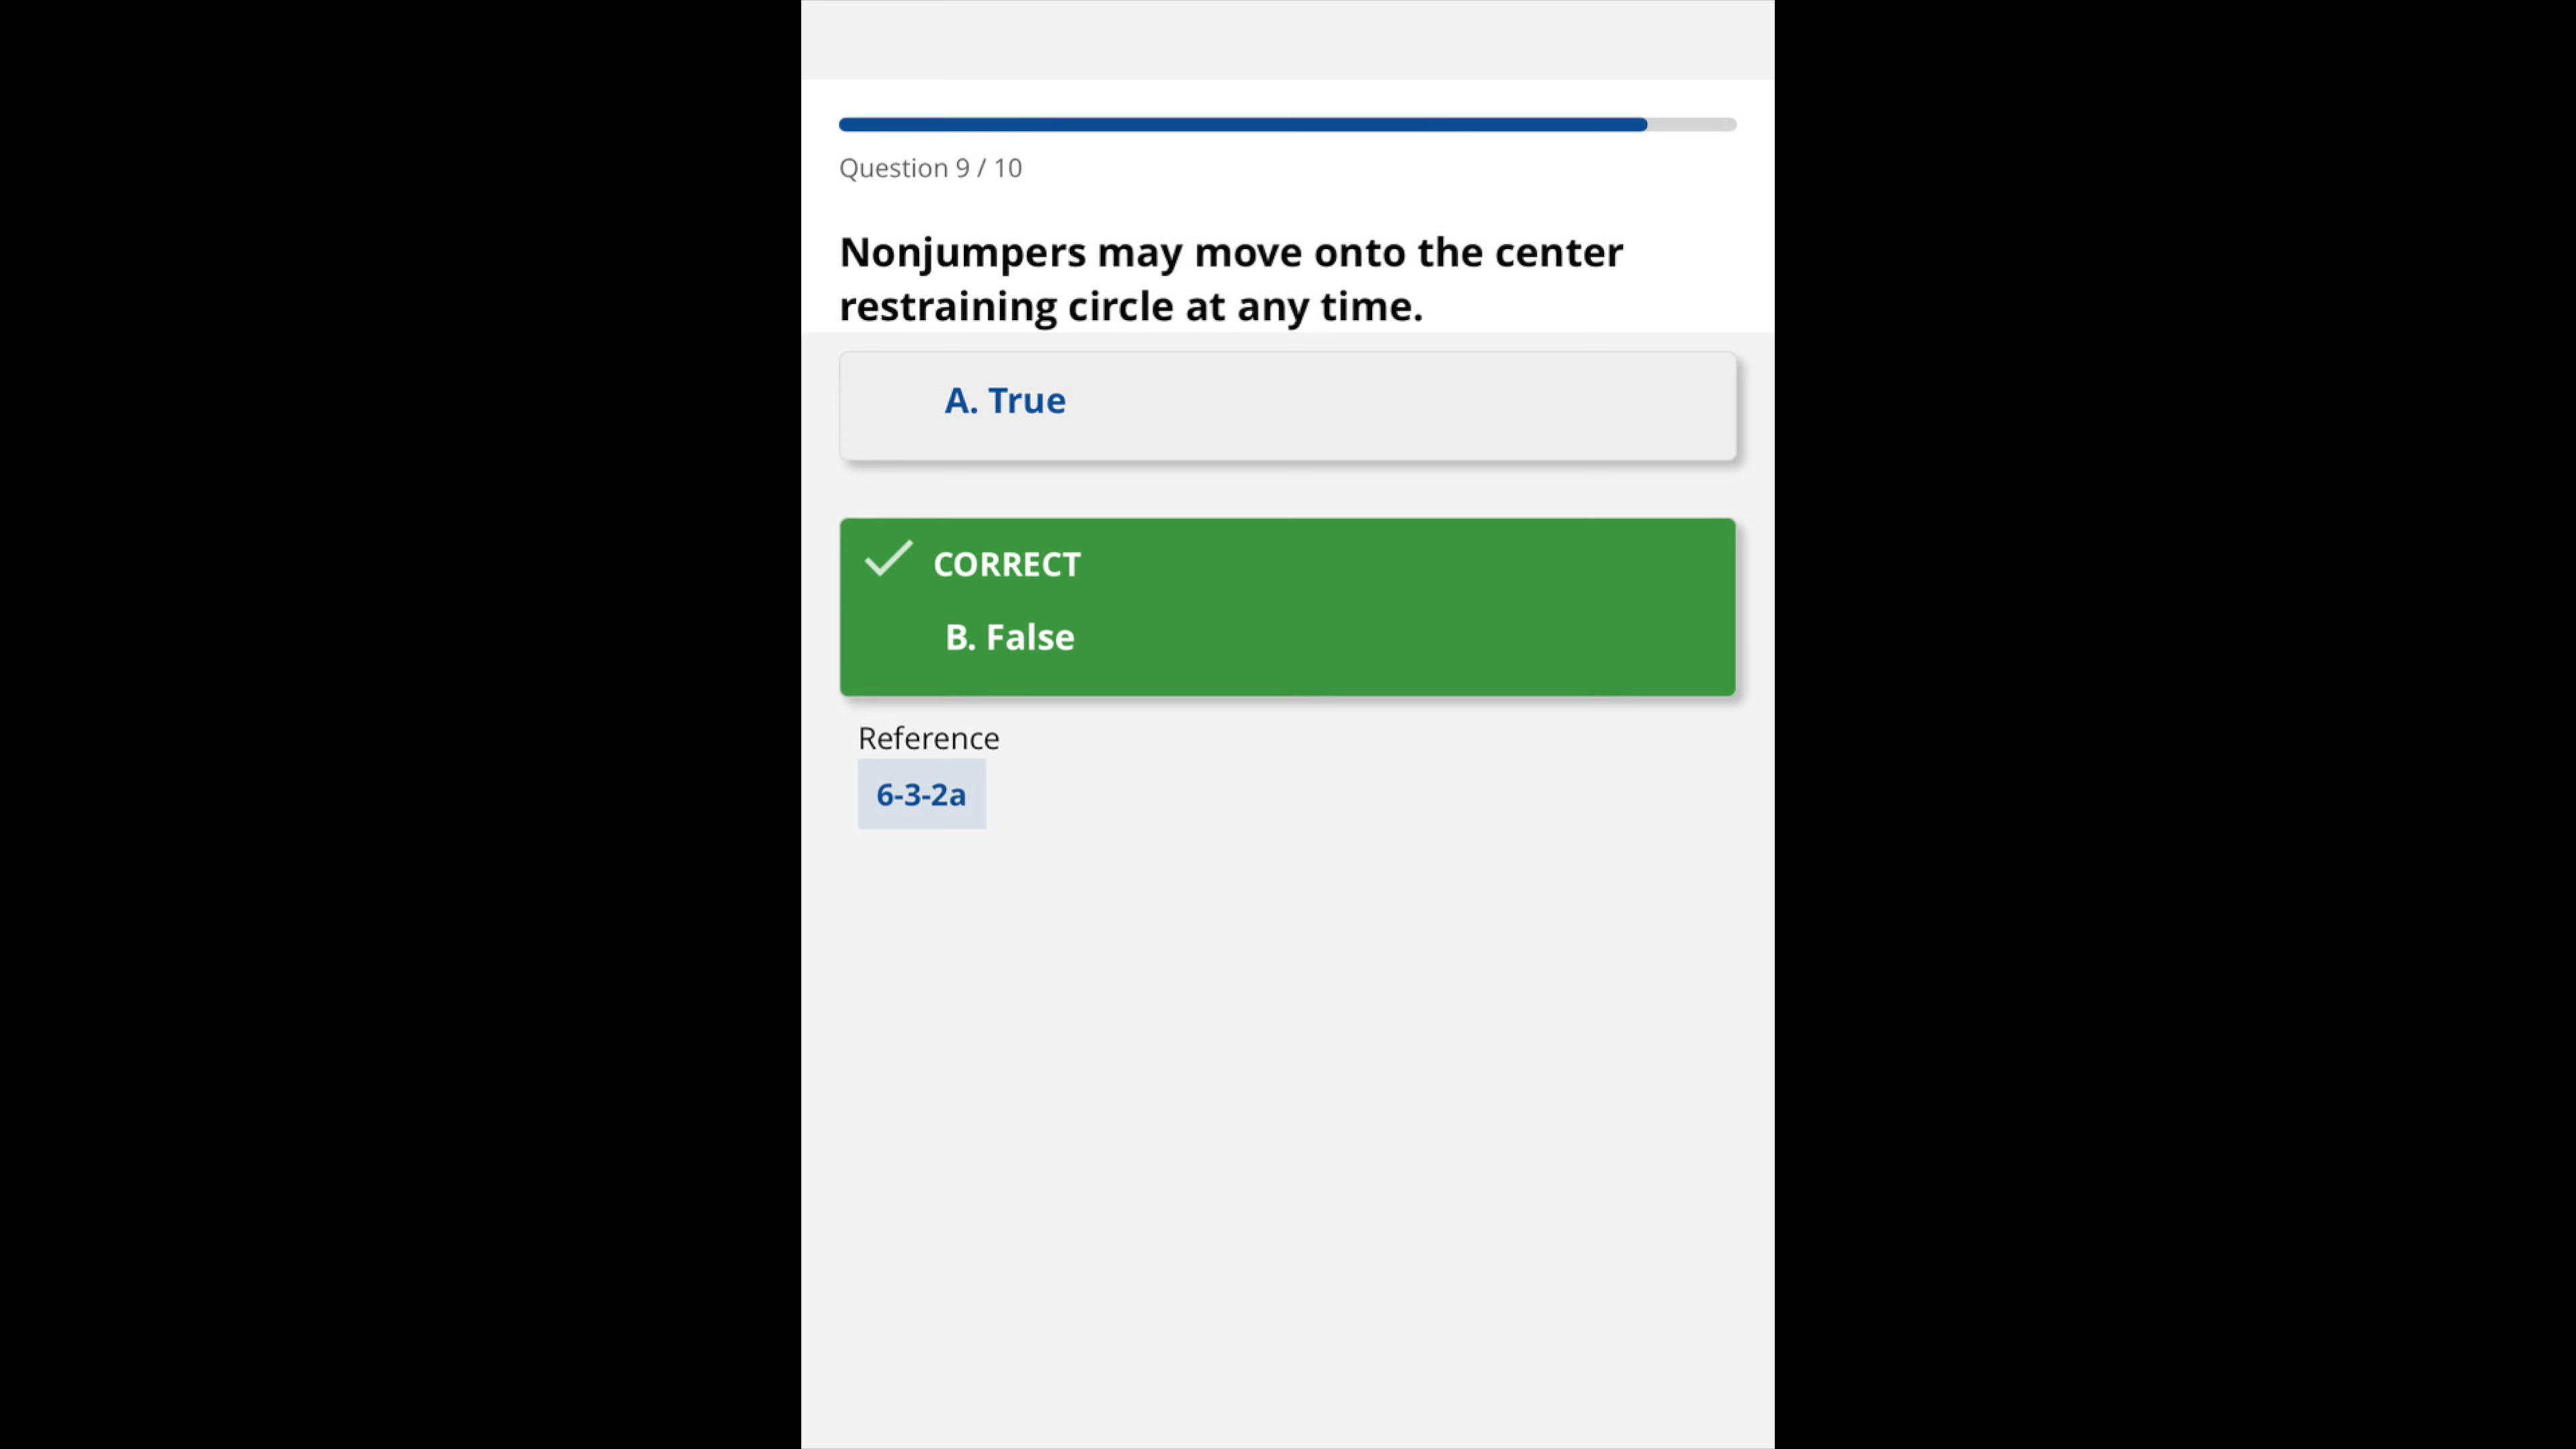 Question 9 / 10
Nonjumpers may move onto the center
restraining circle at any time.
A. True
CORRECT
B. False
Reference
6-3-2a